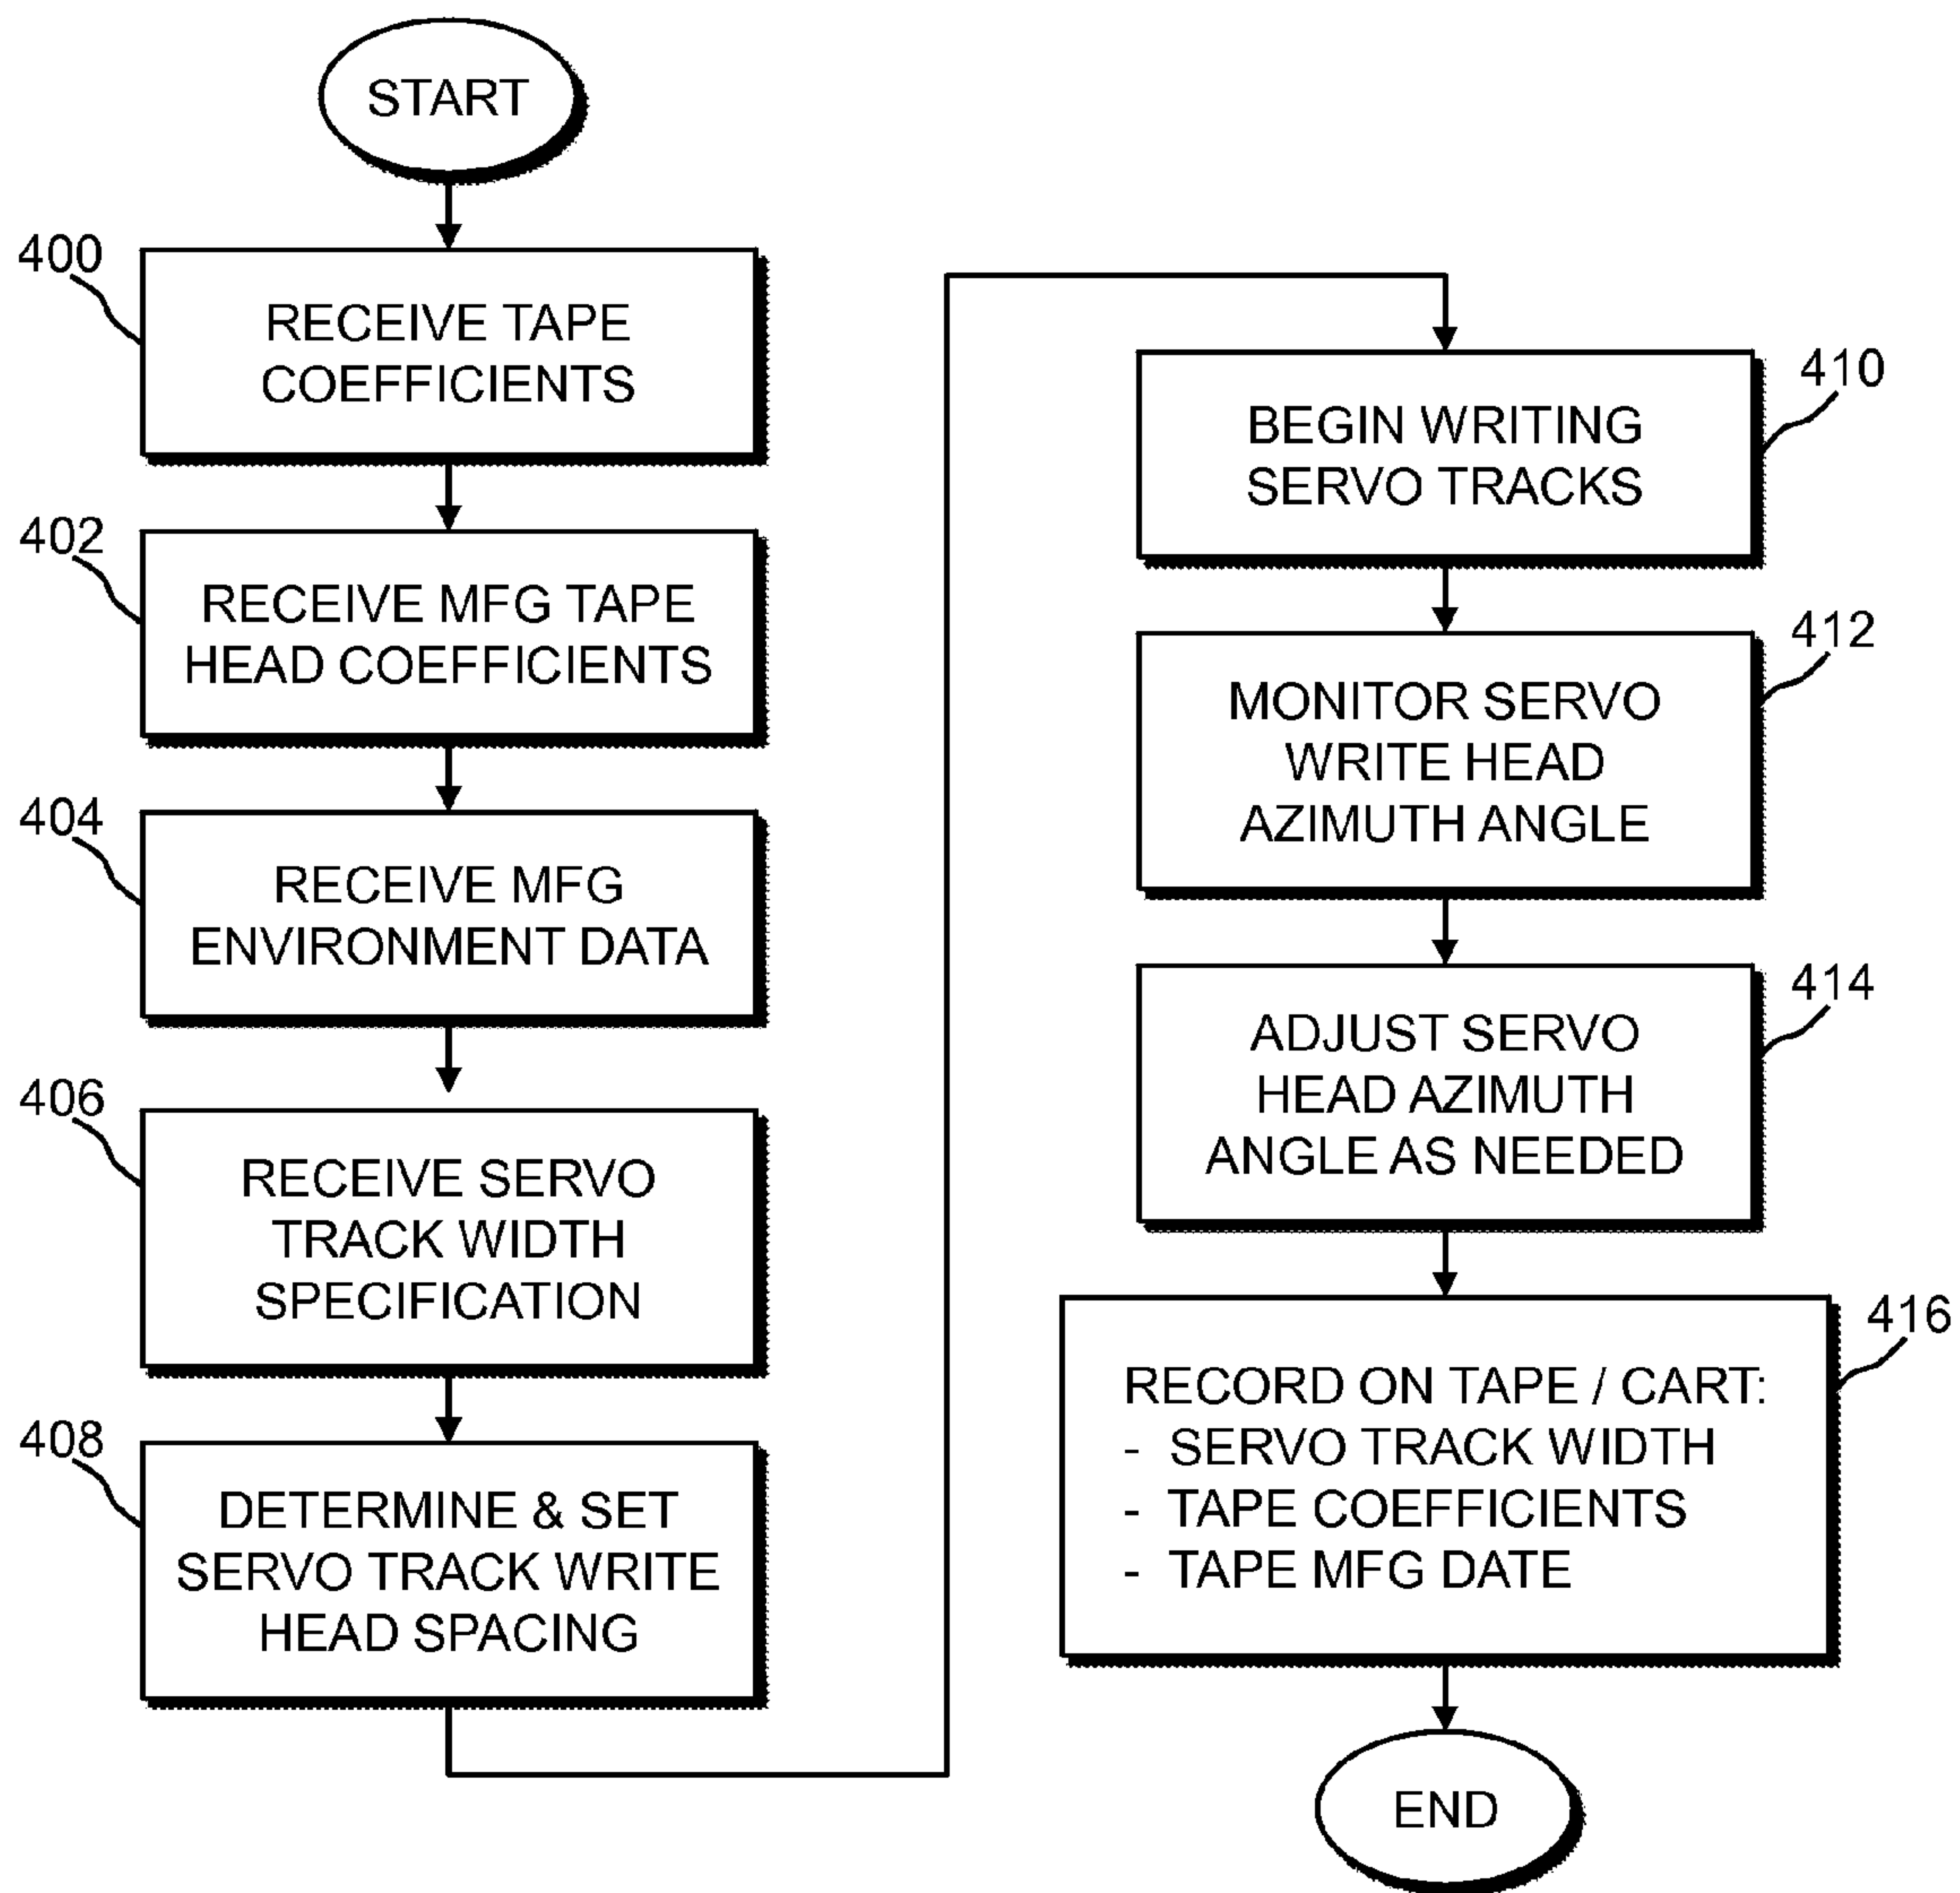 START
400
RECEIVE TAPE
COEFFICIENTS
402
RECEIVE MFG TAPE
HEAD COEFFICIENTS
404
RECEIVE MFG
ENVIRONMENT DATA
406
RECEIVE SERVO
TRACK WIDTH
SPECIFICATION
408
DETERMINE & SET
SERVO TRACK WRITE
HEAD SPACING
410
BEGIN WRITING
SERVO TRACKS
412
MONITOR SERVO
WRITE HEAD
AZIMUTH ANGLE
414
ADJUST SERVO
HEAD AZIMUTH
ANGLE AS NEEDED
416
RECORD ON TAPE / CART:
- SERVO TRACK WIDTH
- TAPE COEFFICIENTS
- TAPE MFG DATE
END